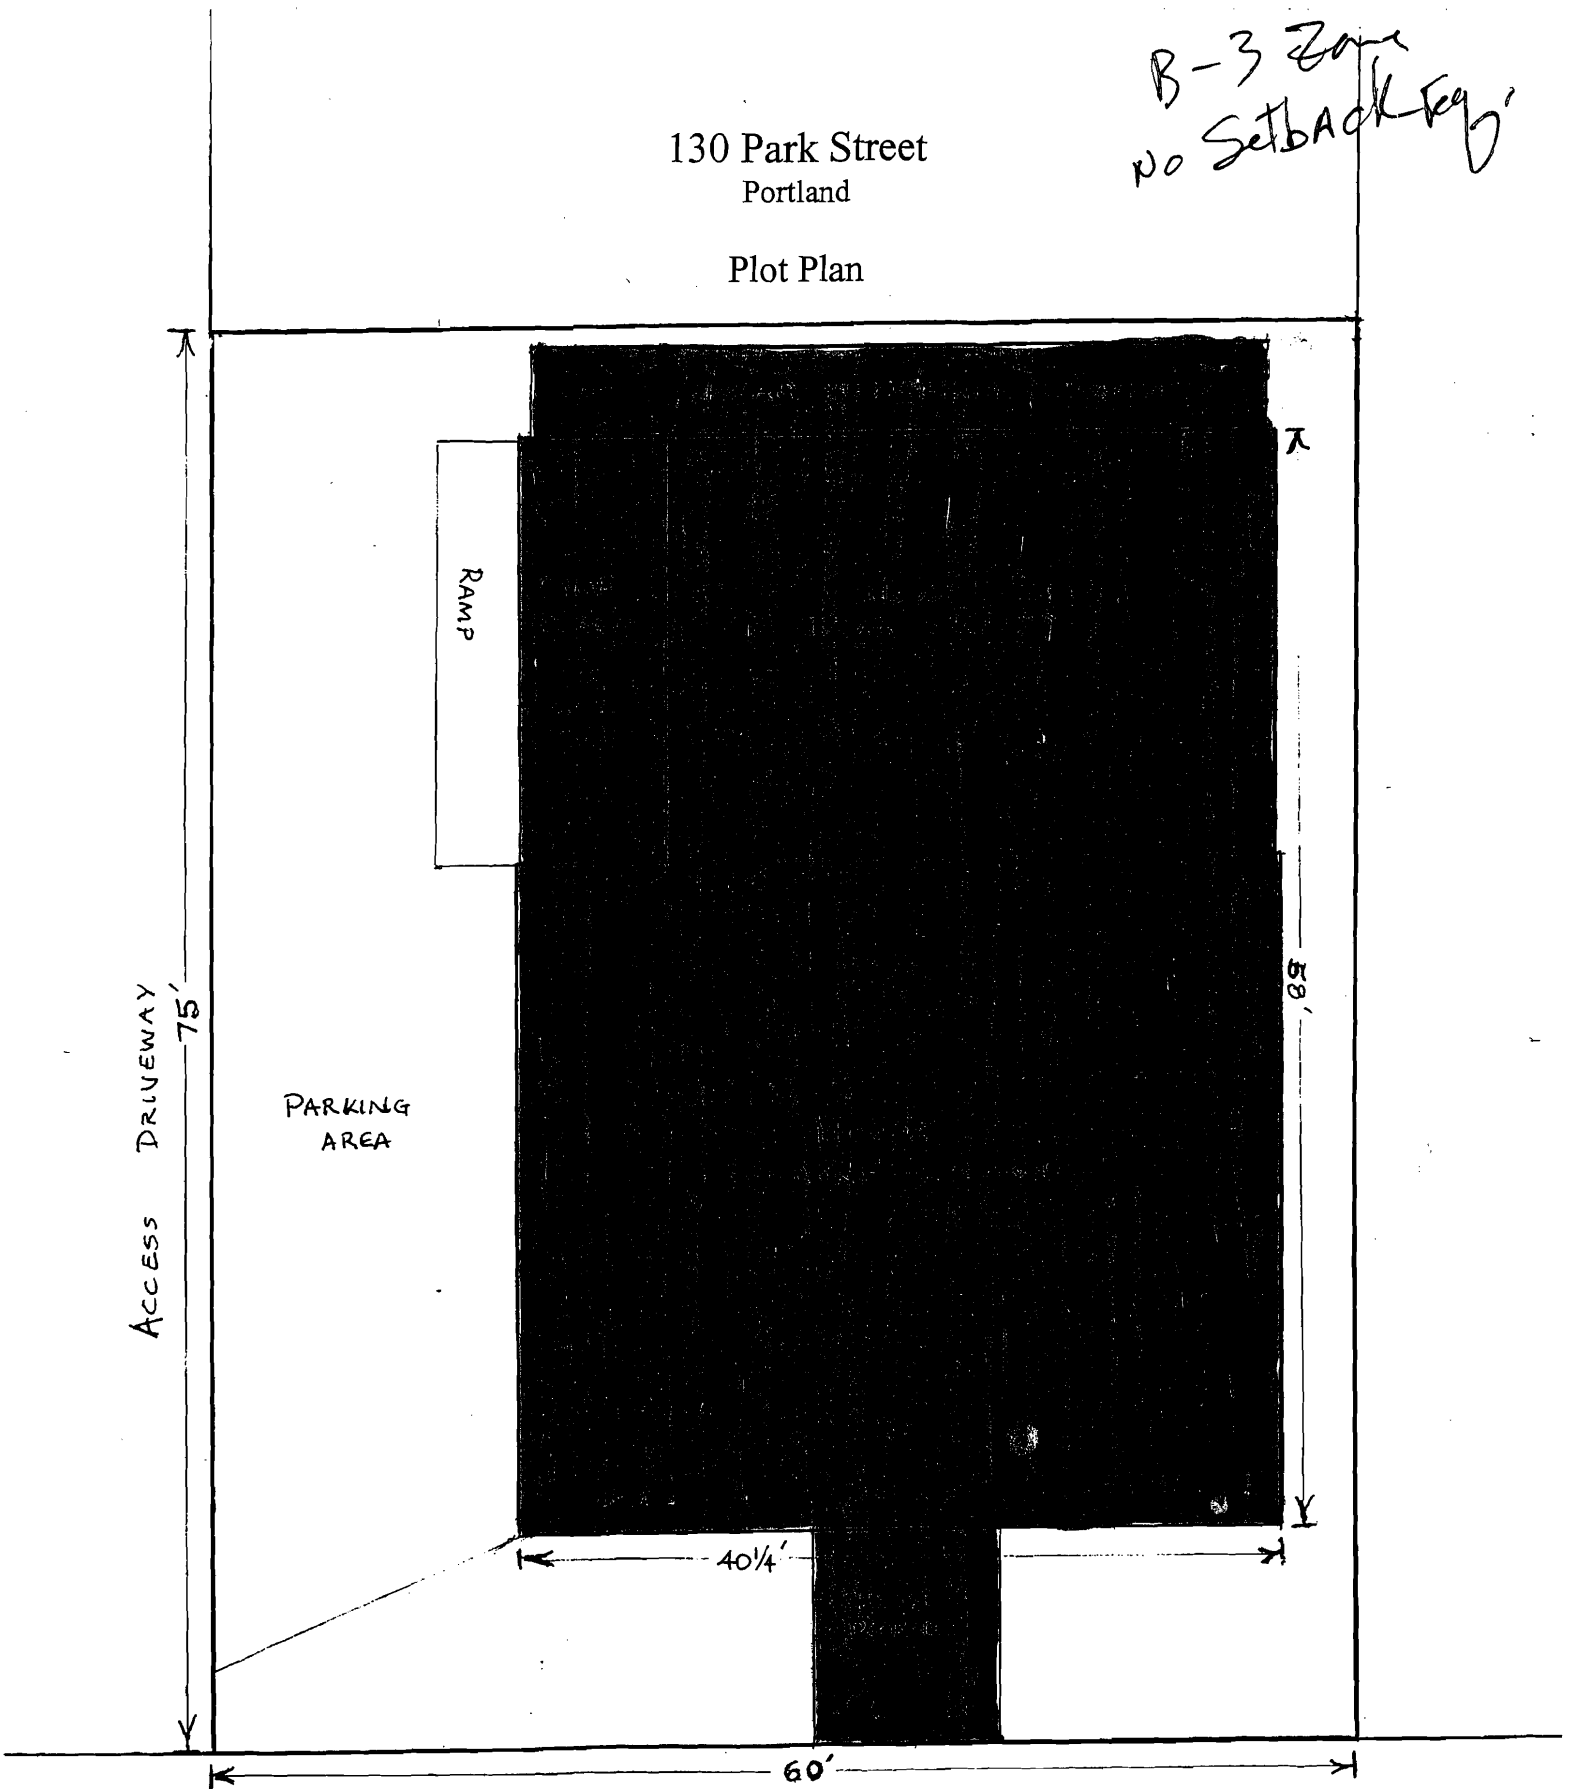 B-3 Zone
No Setback Req.
130 Park Street
Portland
Plot Plan
RAMP
58'
75'
ACCESS DRIVEWAY
PARKING
AREA
40¼'
60'